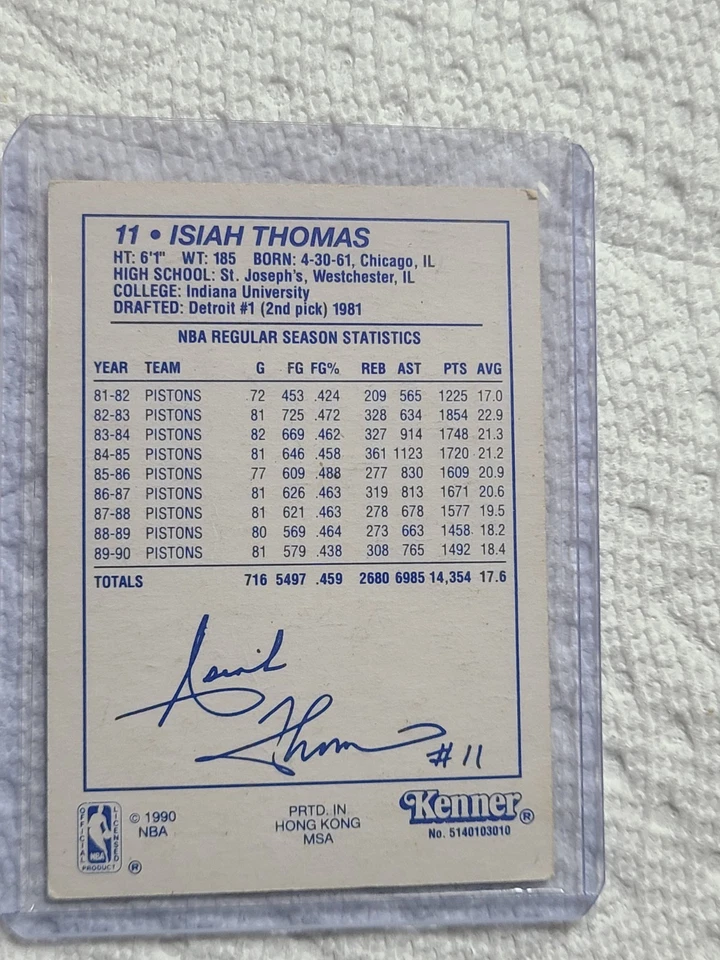 11 • ISIAH THOMAS
HT: 6'1" WT: 185 BORN: 4-30-61, Chicago, IL
HIGH SCHOOL: St. Joseph's, Westchester, IL
COLLEGE: Indiana University
DRAFTED: Detroit #1 (2nd pick) 1981
NBA REGULAR SEASON STATISTICS
YEAR TEAM G FG FG% REB AST PTS AVG
81-82 PISTONS 72 453 .424 209 565 1225 17.0
82-83 PISTONS 81 725 .472 328 634 1854 22.9
83-84 PISTONS 82 669 .462 327 914 1748 21.3
84-85 PISTONS 81 646 .458 361 1123 1720 21.2
85-86 PISTONS 77 609 .488 277 830 1609 20.9
86-87 PISTONS 81 626 .463 319 813 1671 20.6
87-88 PISTONS 81 621 .463 278 678 1577 19.5
88-89 PISTONS 80 569 .464 273 663 1458 18.2
89-90 PISTONS 81 579 .438 308 765 1492 18.4
TOTALS 716 5497 .459 2680 6985 14,354 17.6
Isiah
Thomas #11
OFFICIAL LICENSED PRODUCT
NBA
®
© 1990
NBA
PRTD. IN
HONG KONG
MSA
Kenner®
No. 5140103010